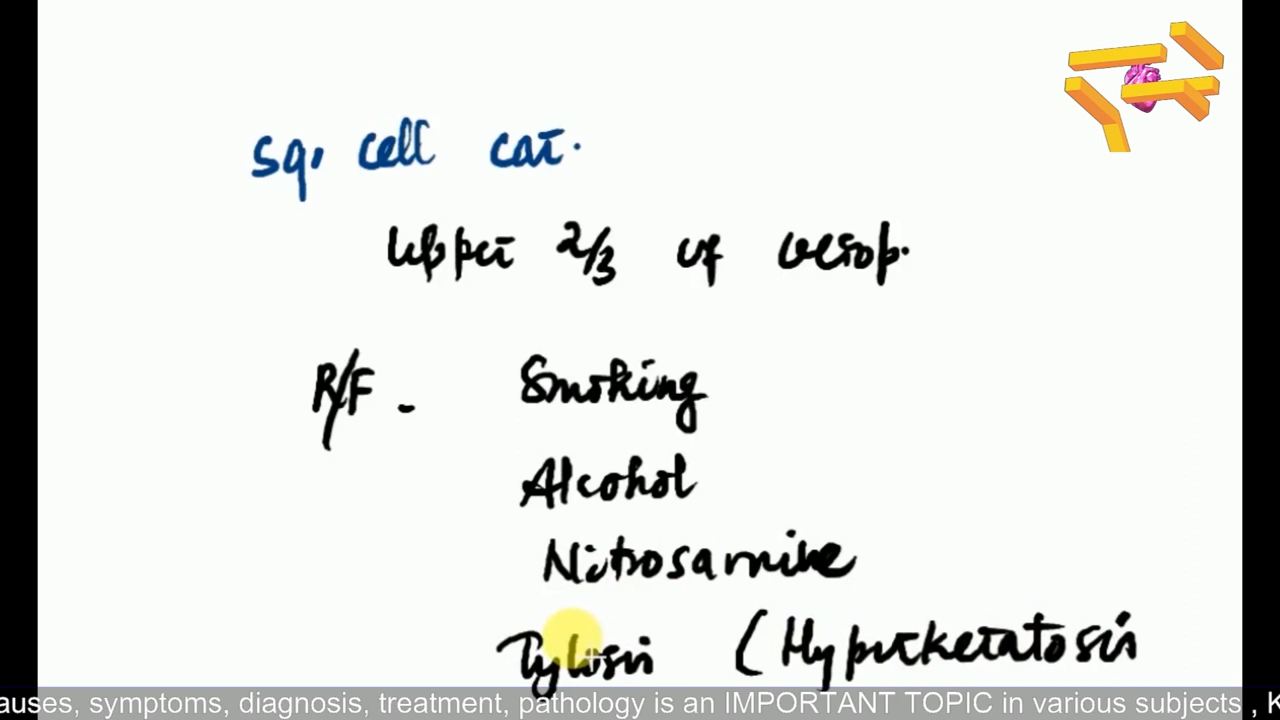 Sq. cell car.
Upper 2/3 of oesop.
R/F - Smoking
Alcohol
Nitrosamine
Tylosis (Hyperkeratosis
auses, symptoms, diagnosis, treatment, pathology is an IMPORTANT TOPIC in various subjects , K